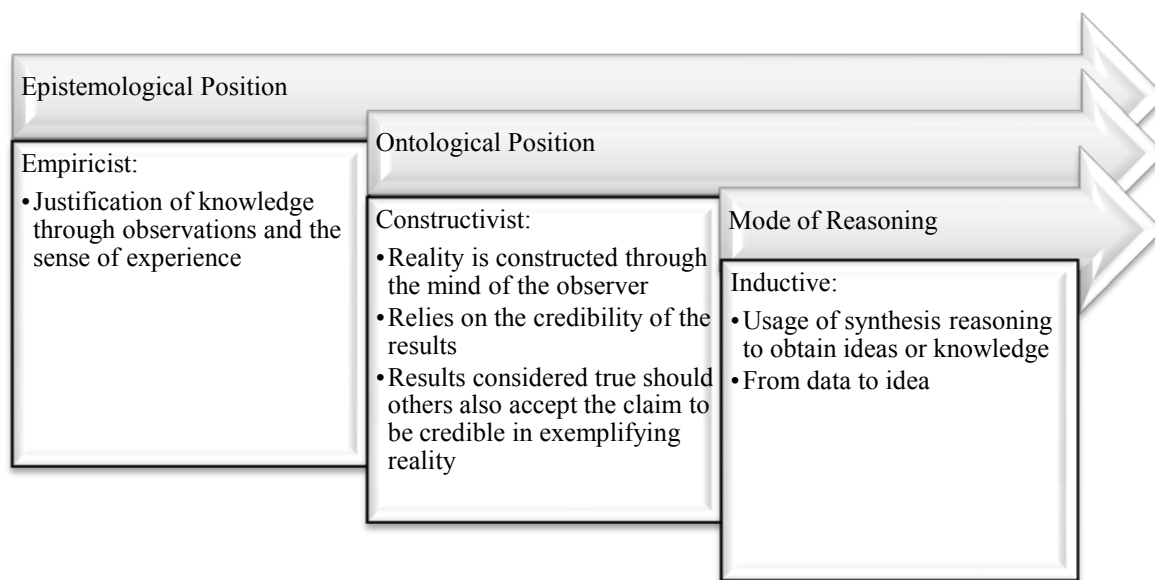 Epistemological Position
Empiricist:
•Justification of knowledge
through observations and the
sense of experience
Ontological Position
Constructivist:
•Reality is constructed through
the mind of the observer
•Relies on the credibility of the
results
•Results considered true should
others also accept the claim to
be credible in exemplifying
reality
Mode of Reasoning
Inductive:
•Usage of synthesis reasoning
to obtain ideas or knowledge
•From data to idea